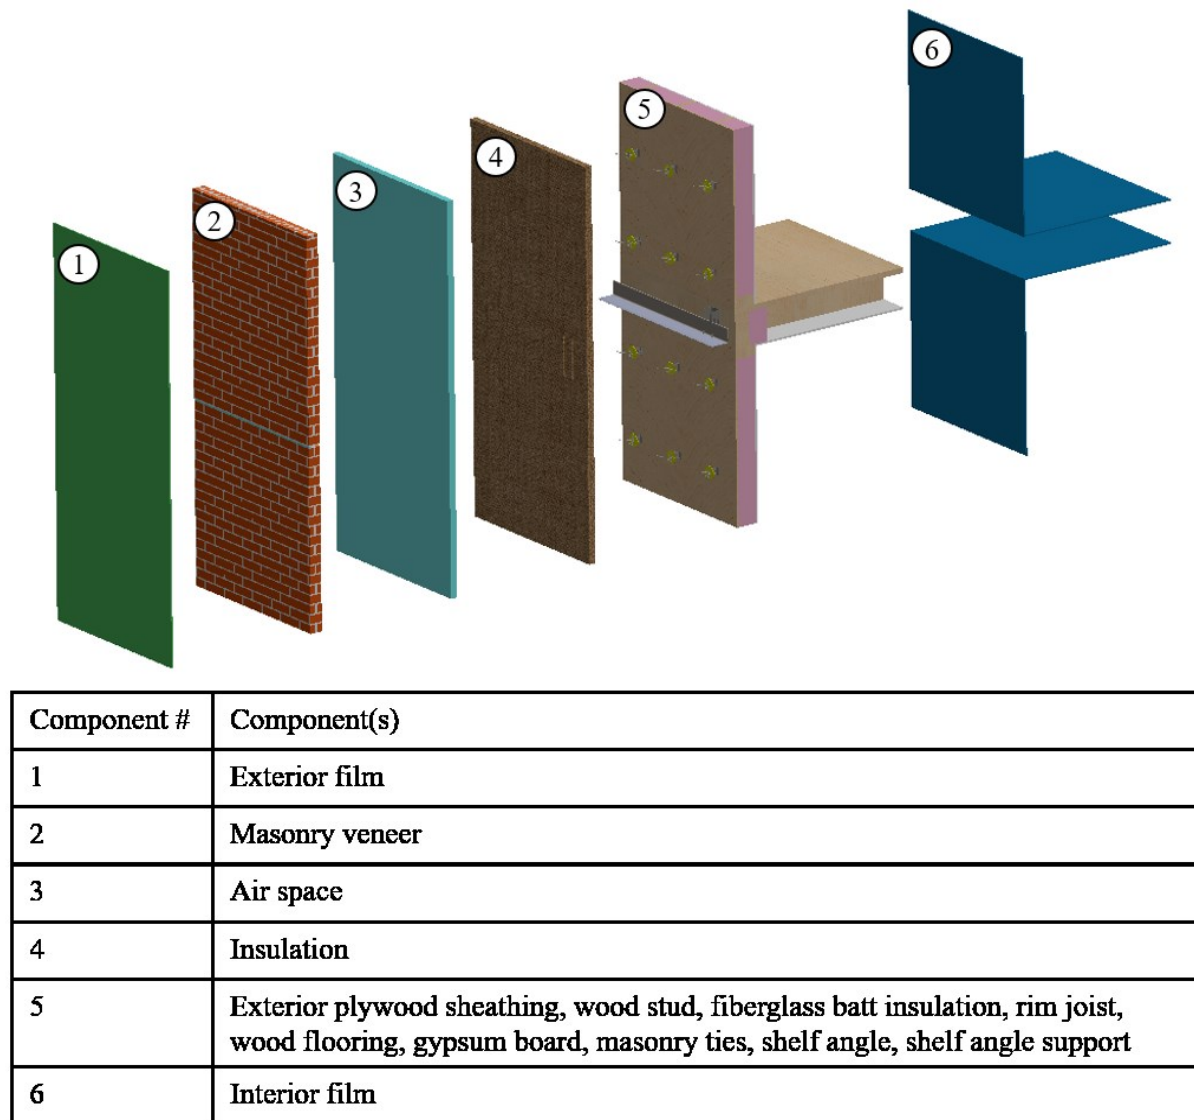 6
5
4
3
2
1
Component # Component(s)
1 Exterior film
2 Masonry veneer
3 Air space
4 Insulation
5 Exterior plywood sheathing, wood stud, fiberglass batt insulation, rim joist,
wood flooring, gypsum board, masonry ties, shelf angle, shelf angle support
6 Interior film